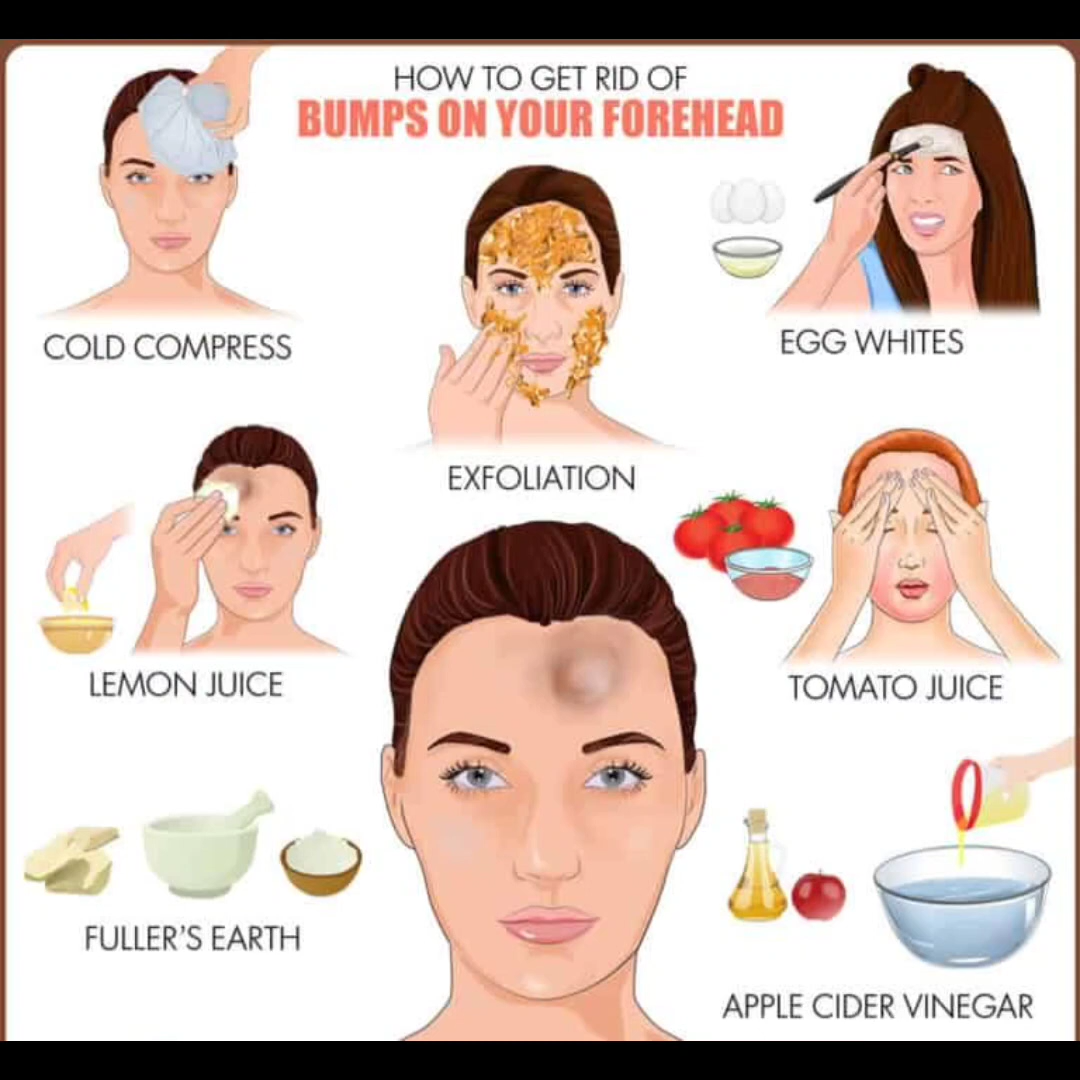 HOW TO GET RID OF
BUMPS ON YOUR FOREHEAD
COLD COMPRESS
EXFOLIATION
EGG WHITES
LEMON JUICE
TOMATO JUICE
FULLER'S EARTH
APPLE CIDER VINEGAR